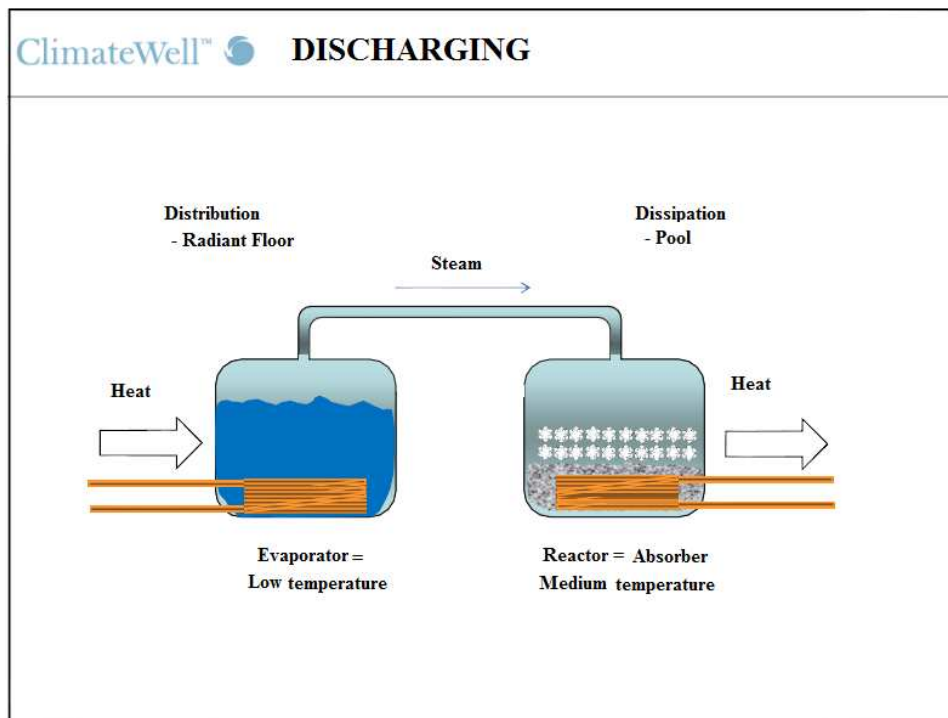 ClimateWell™ DISCHARGING
Distribution
- Radiant Floor
Dissipation
- Pool
Steam
Heat
Heat
Evaporator =
Low temperature
Reactor = Absorber
Medium temperature